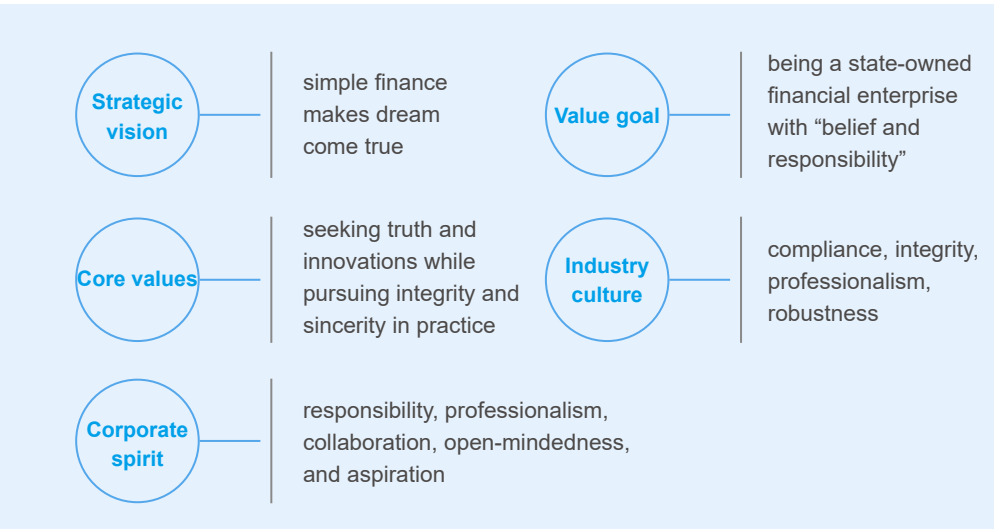 Strategic
vision
simple finance
makes dream
come true
Value goal
being a state-owned
financial enterprise
with “belief and
responsibility”
Core values
seeking truth and
innovations while
pursuing integrity and
sincerity in practice
Industry
culture
compliance, integrity,
professionalism,
robustness
Corporate
spirit
responsibility, professionalism,
collaboration, open-mindedness,
and aspiration